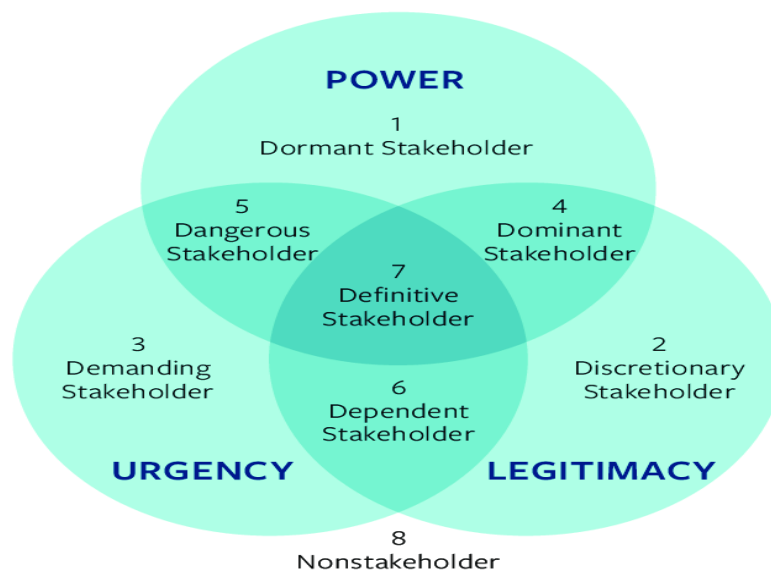 POWER
1
Dormant Stakeholder
5
Dangerous
Stakeholder
4
Dominant
Stakeholder
7
Definitive
Stakeholder
3
Demanding
Stakeholder
2
Discretionary
Stakeholder
6
Dependent
Stakeholder
URGENCY
LEGITIMACY
8
Nonstakeholder